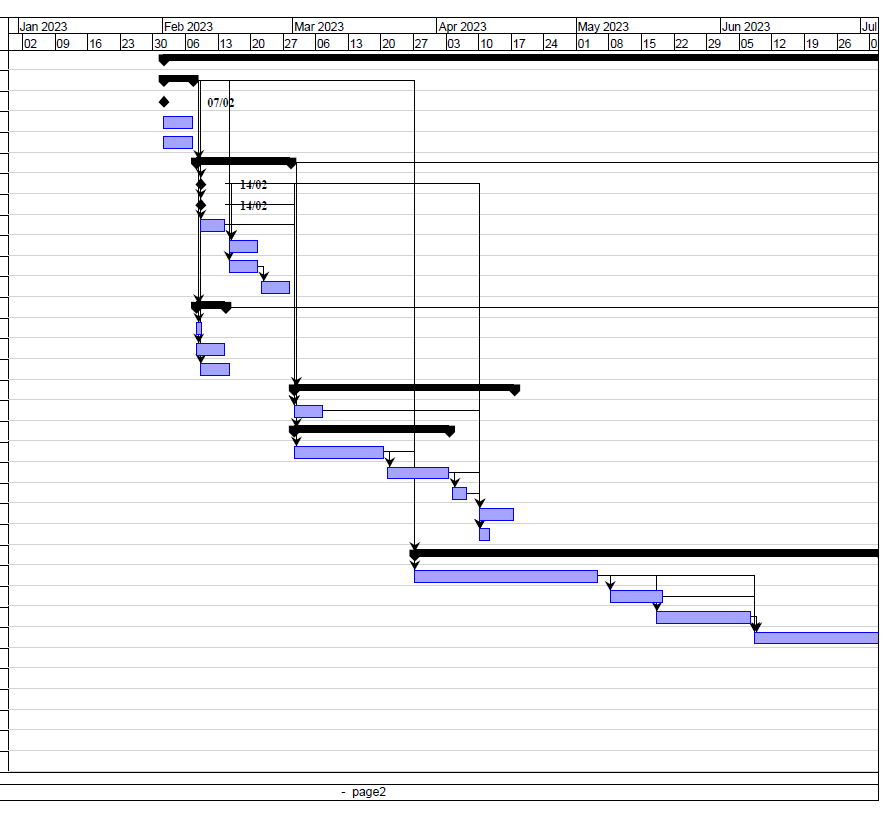 Jan 2023 Feb 2023 Mar 2023 Apr 2023 May 2023 Jun 2023 Jul
02 09 16 23 30 06 13 20 27 06 13 20 27 03 10 17 24 01 08 15 22 29 05 12 19 26 0
07/02
14/02
14/02
- page2